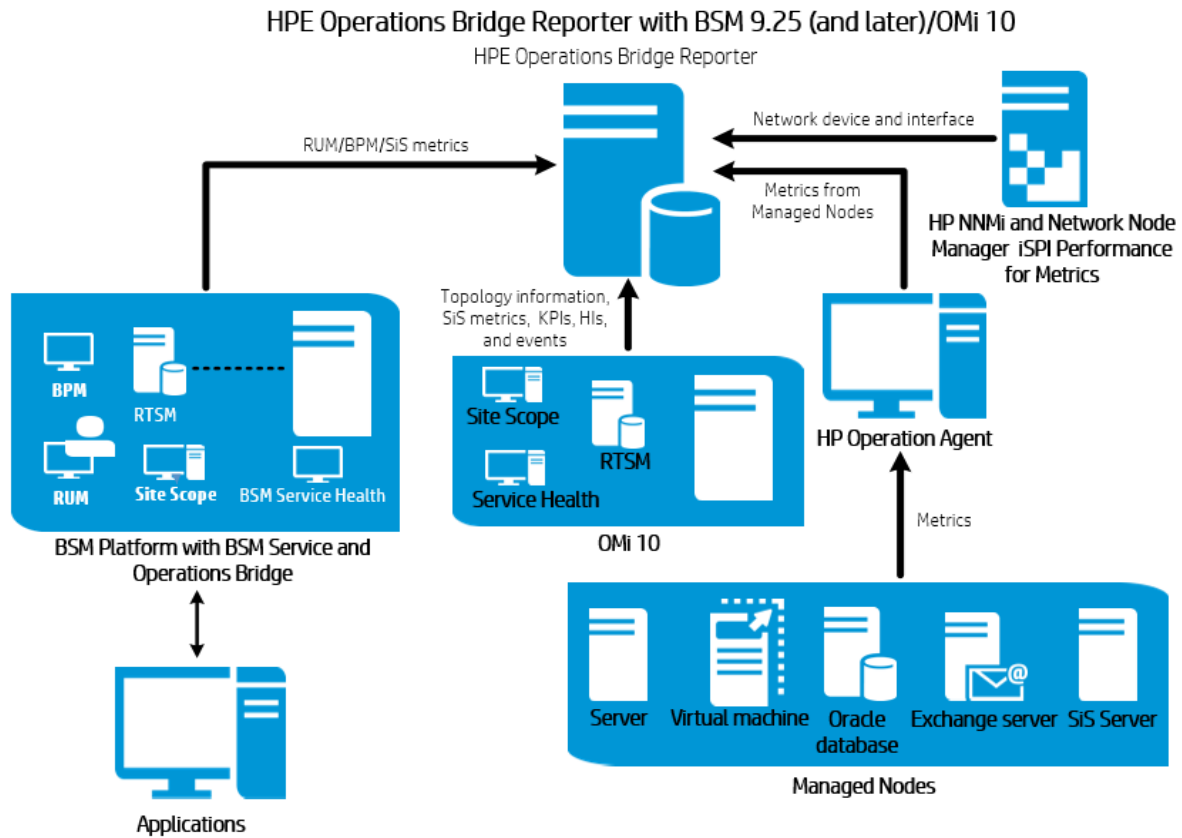 HPE Operations Bridge Reporter with BSM 9.25 (and later)/OMi 10
HPE Operations Bridge Reporter
RUM/BPM/SiS metrics
Network device and interface
Metrics from
Managed Nodes
HP NNMi and Network Node
Manager iSPI Performance
for Metrics
Topology information,
SiS metrics, KPIs, HIs,
and events
BPM
RTSM
RUM
Site Scope
BSM Service Health
BSM Platform with BSM Service and
Operations Bridge
Site Scope
RTSM
Service Health
OMi 10
HP Operation Agent
Metrics
Server
Virtual machine
Oracle
database
Exchange server
@
SiS Server
Managed Nodes
Applications